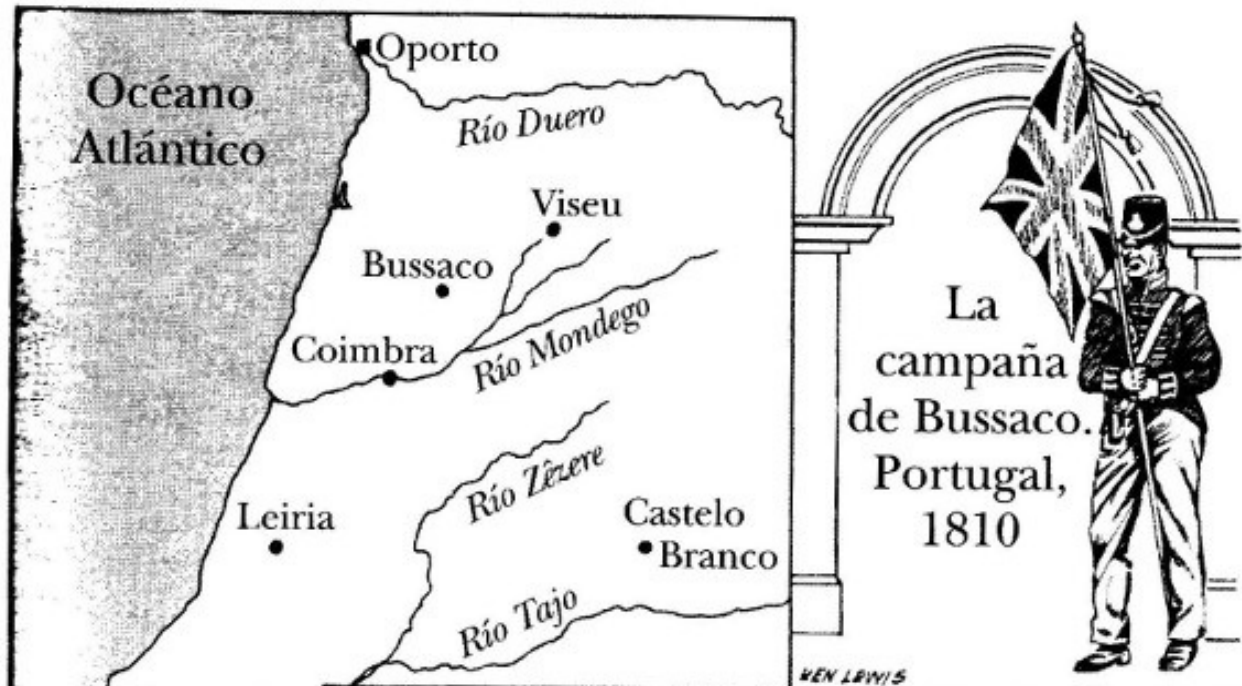 Oporto
Océano
Atlántico
Río Duero
Viseu
Bussaco
Coimbra
Río Mondego
Río Zêzere
Leiria
Castelo
Branco
Río Tajo
La
campaña
de Bussaco.
Portugal,
1810
KEN LEWIS